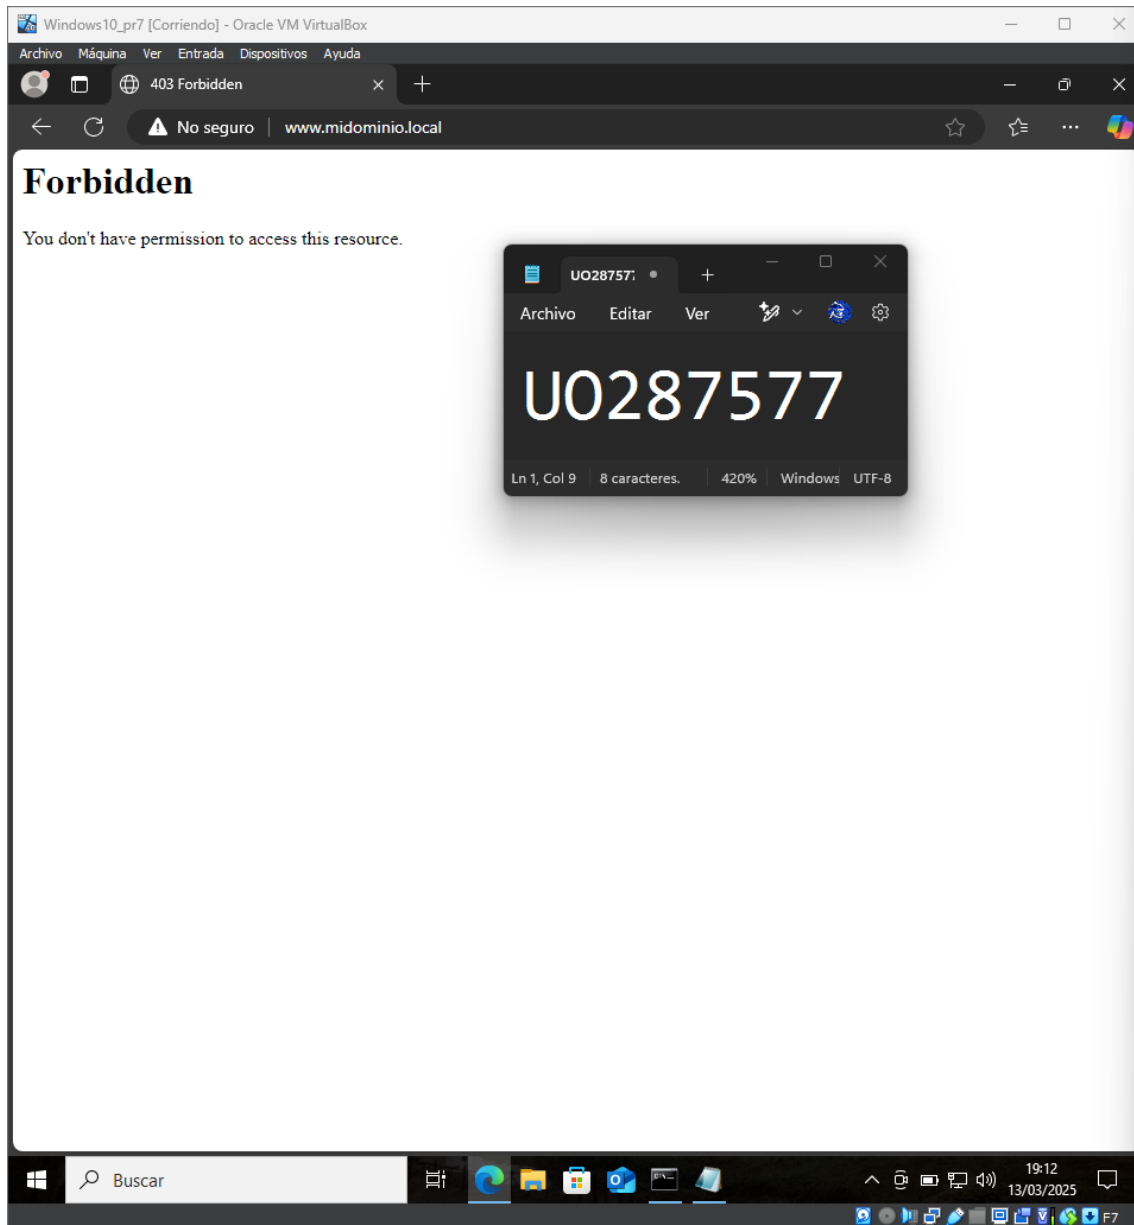 Windows10_pr7 [Corriendo] - Oracle VM VirtualBox
Archivo Máquina Ver Entrada Dispositivos Ayuda
403 Forbidden
No seguro www.midominio.local
Forbidden
You don't have permission to access this resource.
UO287577
Archivo Editar Ver
UO287577
Ln 1, Col 9 8 caracteres. 420% Windows UTF-8
Buscar
19:12
13/03/2025
F7